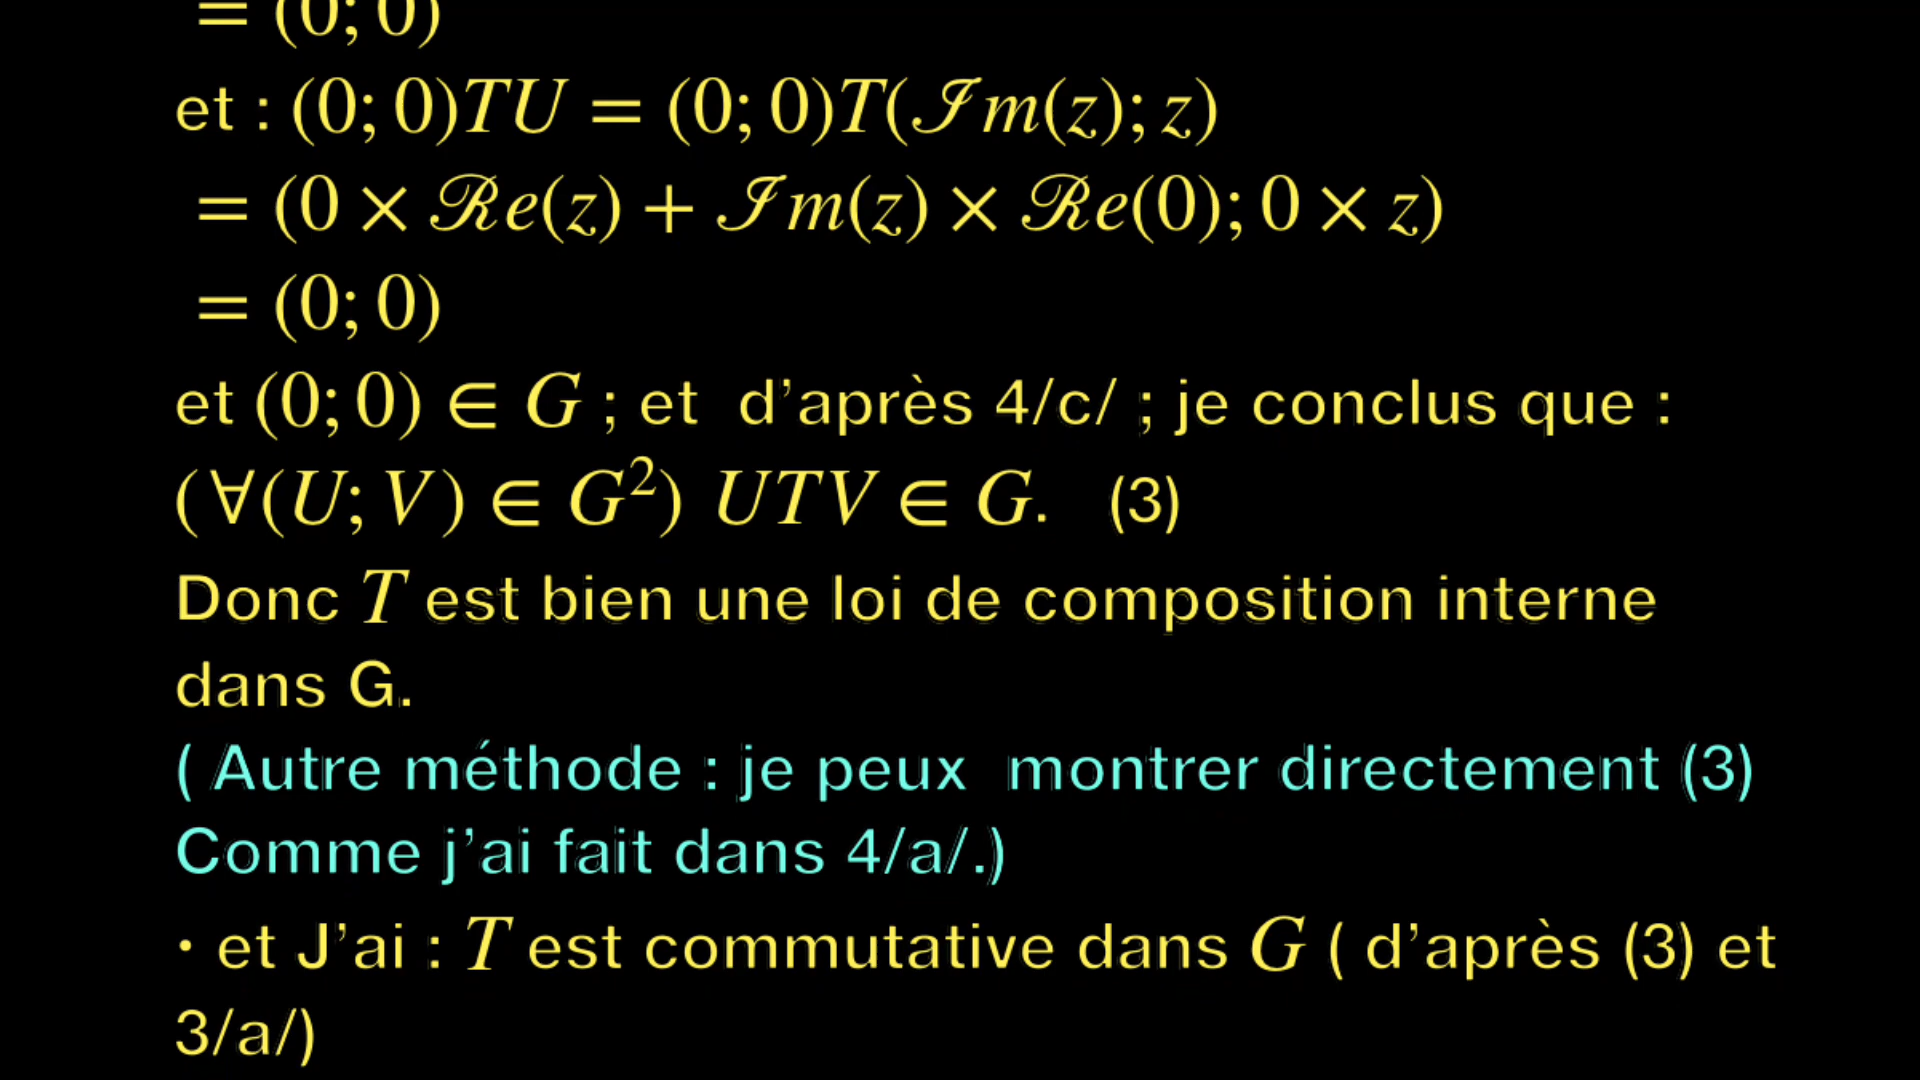 = (0; 0)
et : (0; 0)TU = (0; 0)T(ℐm(z); z)
= (0 × ℛe(z) + ℐm(z) × ℛe(0); 0 × z)
= (0; 0)
et (0; 0) ∈ G ; et d’après 4/c/ ; je conclus que :
(∀(U; V) ∈ G²) UTV ∈ G. (3)
Donc T est bien une loi de composition interne
dans G.
( Autre méthode : je peux montrer directement (3)
Comme j’ai fait dans 4/a/.)
• et J’ai : T est commutative dans G ( d’après (3) et
3/a/)